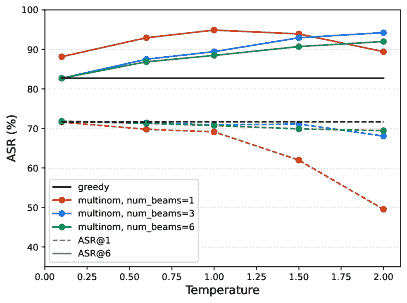 100
90
80
70
60
50
40
0.00
0.25
0.50
0.75
1.00
1.25
1.50
1.75
2.00
ASR (%)
Temperature
greedy
multinom, num_beams=1
multinom, num_beams=3
multinom, num_beams=6
ASR@1
ASR@6